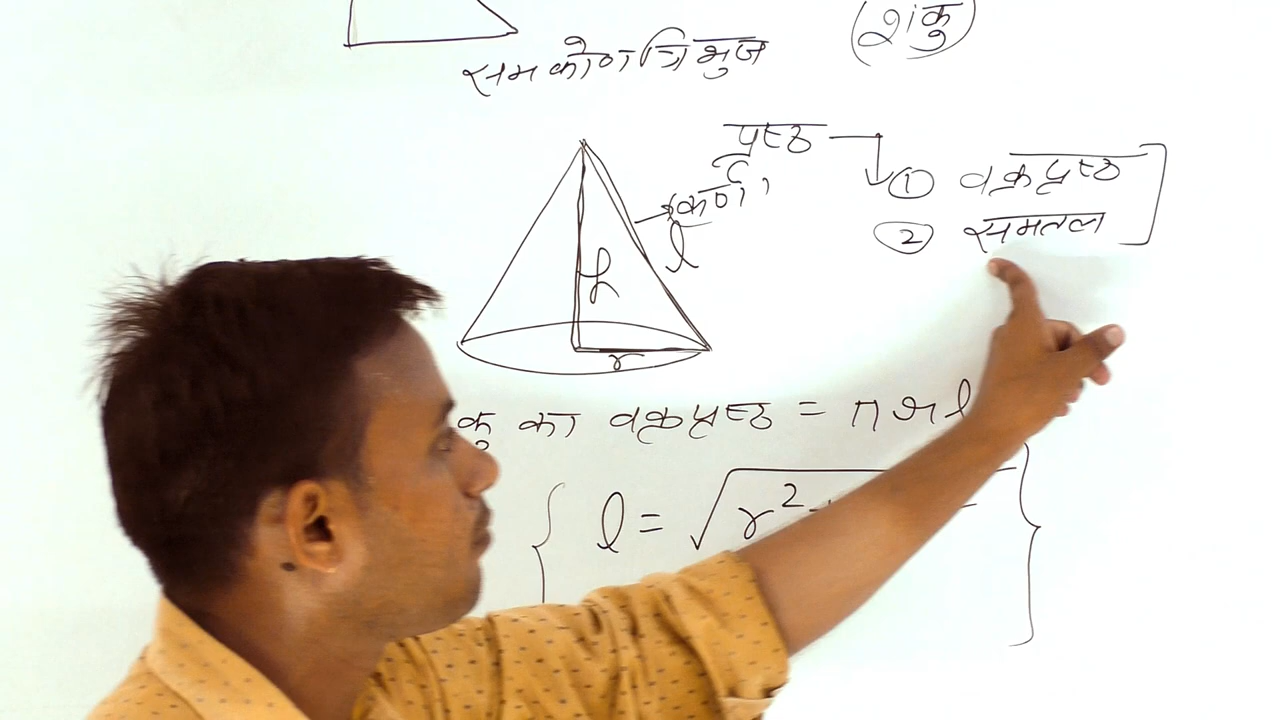 (शंकु)
समकोण त्रिभुज
पृष्ठ
① वक्रपृष्ठ
(कर्ण)
② समतल
l
h
r
कु का वक्रपृष्ठ = πrl
l = √r² +